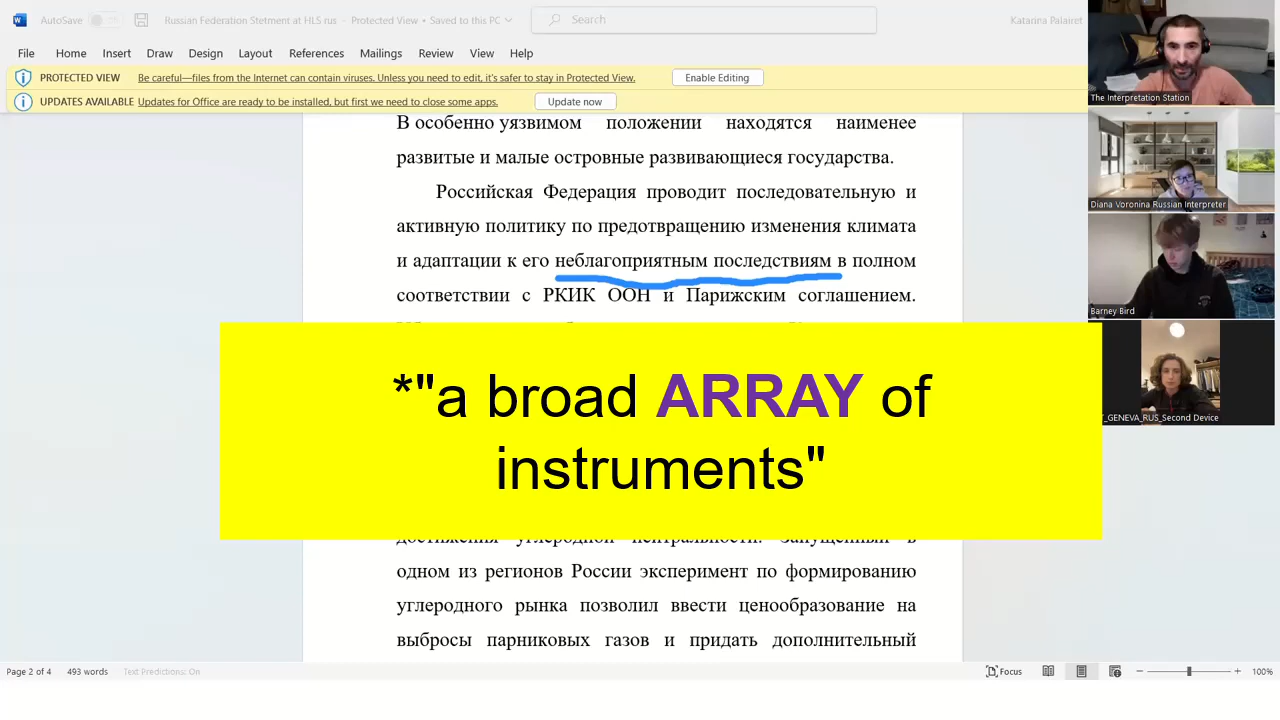 AutoSave
Off
Russian Federation Stetment at HLS rus - Protected View • Saved to this PC
Search
Katarina Palairet
File Home Insert Draw Design Layout References Mailings Review View Help
PROTECTED VIEW Be careful—files from the Internet can contain viruses. Unless you need to edit, it's safer to stay in Protected View. Enable Editing
UPDATES AVAILABLE Updates for Office are ready to be installed, but first we need to close some apps. Update now
В особенно уязвимом положении находятся наименее
развитые и малые островные развивающиеся государства.
Российская Федерация проводит последовательную и
активную политику по предотвращению изменения климата
и адаптации к его неблагоприятным последствиям в полном
соответствии с РКИК ООН и Парижским соглашением.
*"a broad ARRAY of
instruments"
достижения углеродной нейтральности. Запущенный в
одном из регионов России эксперимент по формированию
углеродного рынка позволил ввести ценообразование на
выбросы парниковых газов и придать дополнительный
The Interpretation Station
Diana Voronina Russian Interpreter
Barney Bird
_GENEVA_RUS_Second Device
Page 2 of 4 493 words Text Predictions: On
Focus
100%